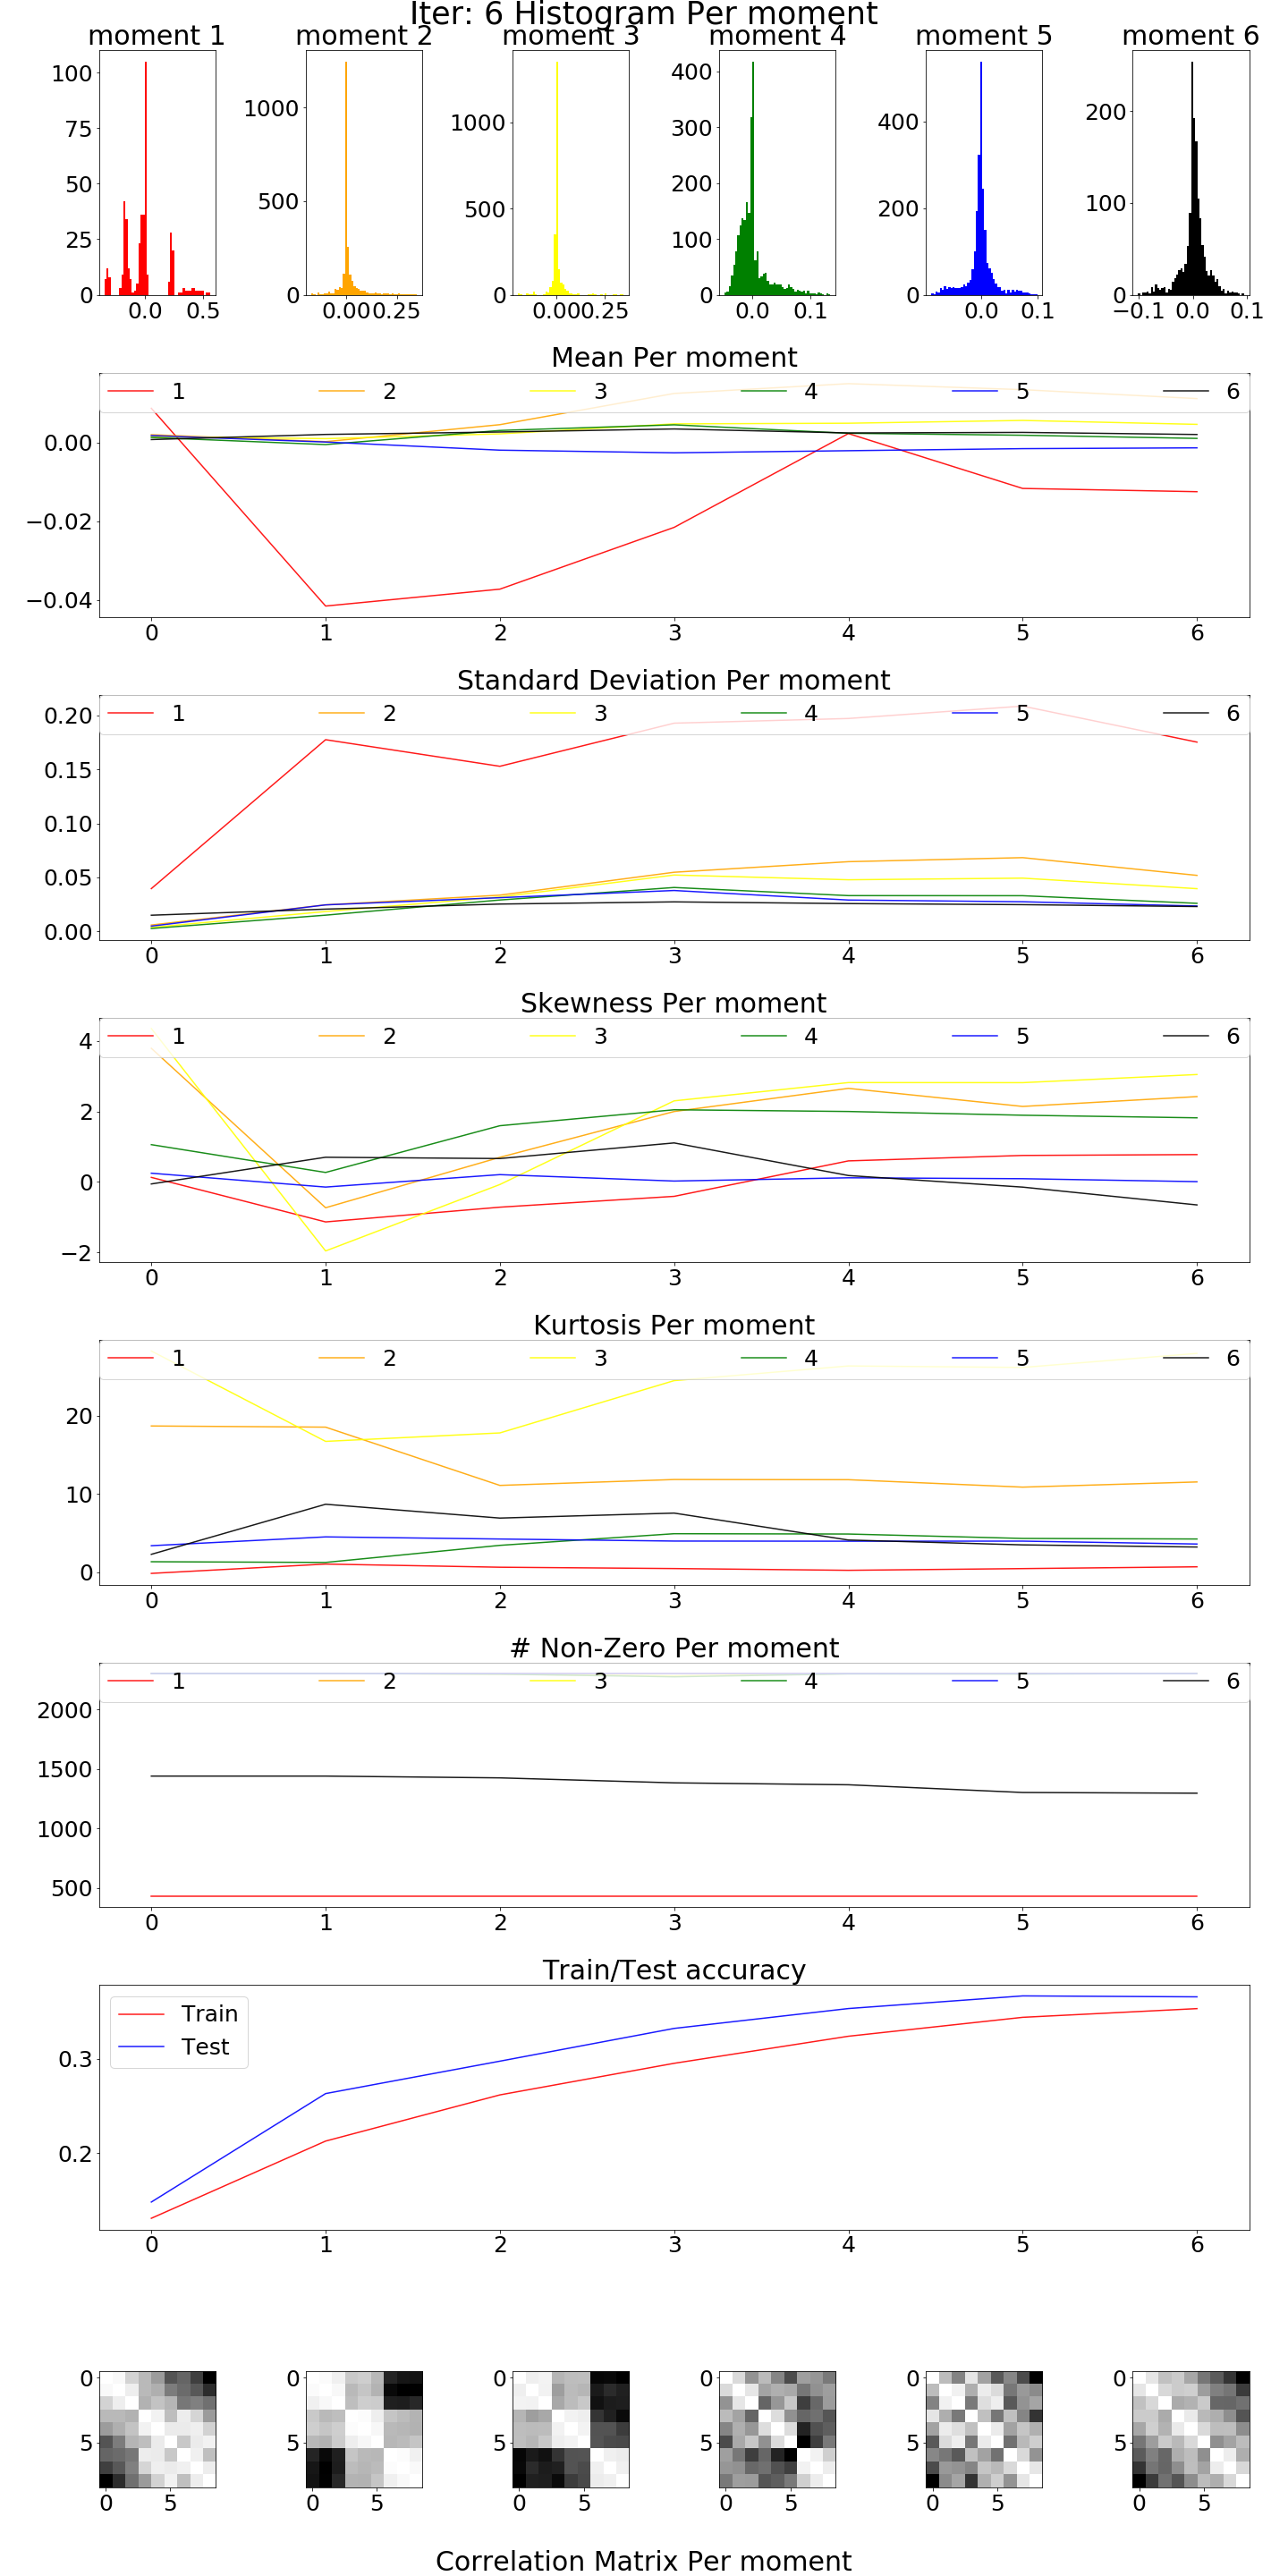 Iter: 6 Histogram Per moment
moment 1 moment 2 moment 3 moment 4 moment 5 moment 6
100
75
50
25
0
0.0 0.5
1000
500
0
0.00 0.25
1000
500
0
0.00 0.25
400
300
200
100
0
0.0 0.1
400
200
0
0.0 0.1
200
100
0
−0.1 0.0 0.1
Mean Per moment
1 2 3 4 5 6
0.00
−0.02
−0.04
0 1 2 3 4 5 6
Standard Deviation Per moment
1 2 3 4 5 6
0.20
0.15
0.10
0.05
0.00
0 1 2 3 4 5 6
Skewness Per moment
1 2 3 4 5 6
4
2
0
−2
0 1 2 3 4 5 6
Kurtosis Per moment
1 2 3 4 5 6
20
10
0
0 1 2 3 4 5 6
# Non-Zero Per moment
1 2 3 4 5 6
2000
1500
1000
500
0 1 2 3 4 5 6
Train/Test accuracy
Train
Test
0.3
0.2
0 1 2 3 4 5 6
0 0 0 0 0 0
5 5 5 5 5 5
0 5 0 5 0 5 0 5 0 5 0 5
Correlation Matrix Per moment